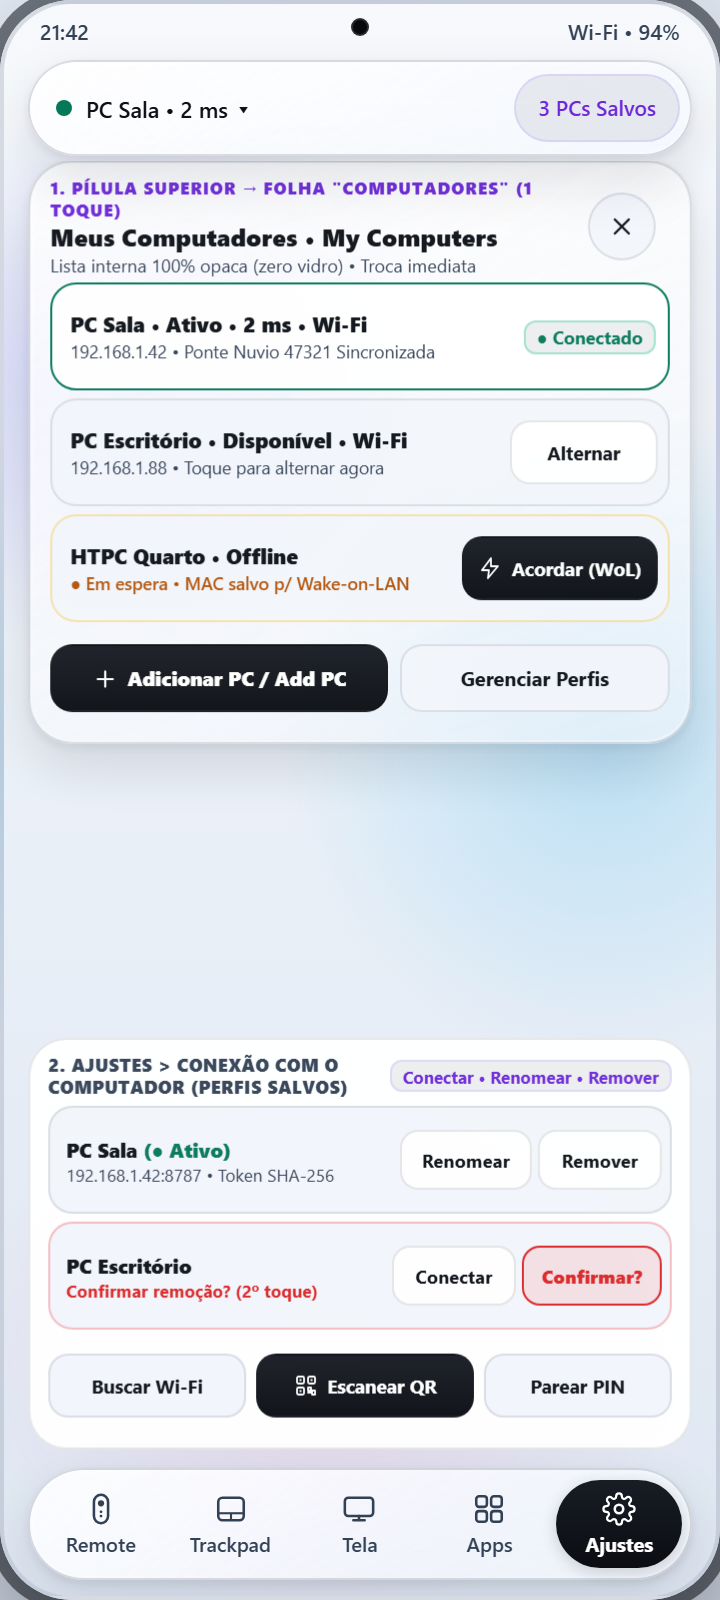 21:42
Wi-Fi • 94%
PC Sala • 2 ms ▾
3 PCs Salvos
1. PÍLULA SUPERIOR → FOLHA "COMPUTADORES" (1
TOQUE)
Meus Computadores • My Computers
Lista interna 100% opaca (zero vidro) • Troca imediata
PC Sala • Ativo • 2 ms • Wi-Fi
192.168.1.42 • Ponte Nuvio 47321 Sincronizada
● Conectado
PC Escritório • Disponível • Wi-Fi
192.168.1.88 • Toque para alternar agora
Alternar
HTPC Quarto • Offline
● Em espera • MAC salvo p/ Wake-on-LAN
Acordar (WoL)
Adicionar PC / Add PC
Gerenciar Perfis
2. AJUSTES > CONEXÃO COM O
COMPUTADOR (PERFIS SALVOS)
Conectar • Renomear • Remover
PC Sala (● Ativo)
192.168.1.42:8787 • Token SHA-256
Renomear
Remover
PC Escritório
Confirmar remoção? (2º toque)
Conectar
Confirmar?
Buscar Wi-Fi
Escanear QR
Parear PIN
Remote
Trackpad
Tela
Apps
Ajustes